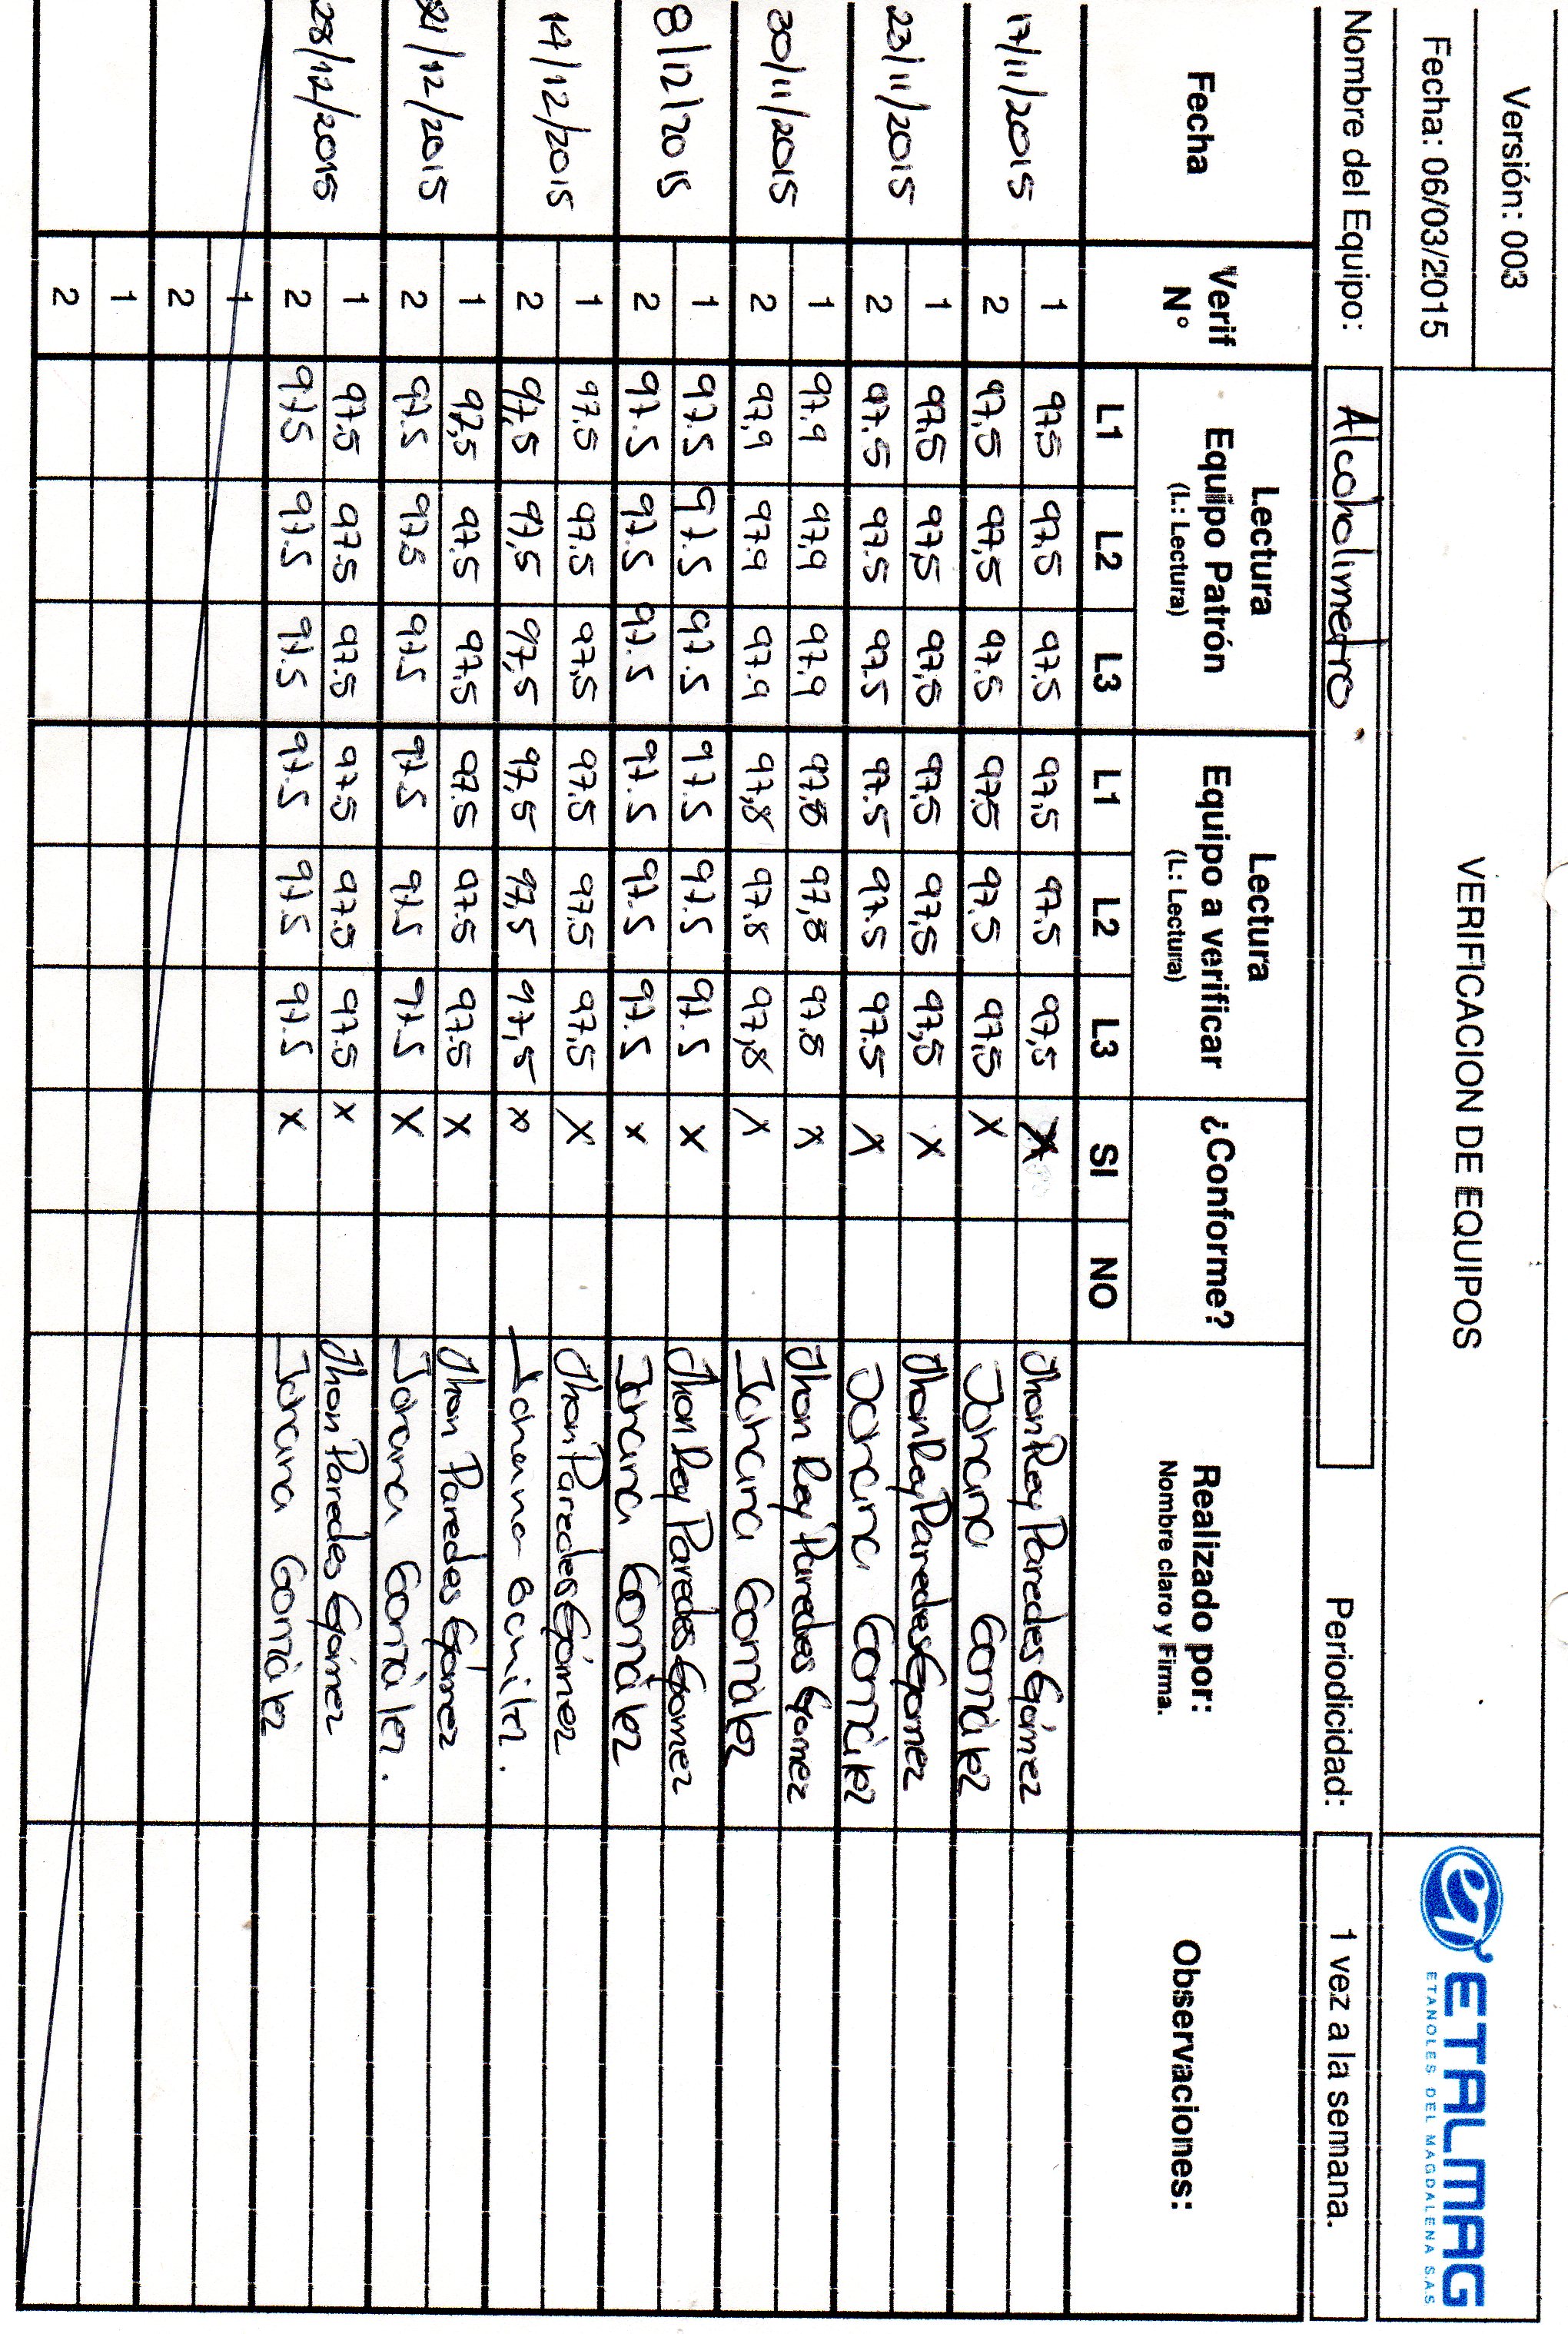 Versión: 003
Fecha: 06/03/2015
VERIFICACION DE EQUIPOS
ETALMAG
ETANOLES DEL MAGDALENA S.A.S
Nombre del Equipo: Alcoholimetro
Periodicidad: 1 vez a la semana.
Fecha Verif N° Lectura Equipo Patrón (L: Lectura) Lectura Equipo a verificar (L: Lectura) ¿Conforme? Realizado por: Nombre claro y Firma. Observaciones:
L1 L2 L3 L1 L2 L3 SI NO
17/11/2015 1 97,5 97,5 97,5 97,5 97.5 97,5 X Jhon Rey Paredes Gómez
2 97,5 97,5 97.5 97,5 97.5 97,5 X Johana González
23/11/2015 1 97,5 97,5 97,5 97,5 97,5 97,5 X Jhon Rey Paredes Gomez
2 97.5 97.5 97.5 97.5 97.5 97.5 X Johana González
30/11/2015 1 97.9 97,9 97,9 97,8 97,8 97.8 X Jhon Rey Paredes Gomez
2 97,9 97.9 97.9 97,8 97.8 97,8 X Johana González
8/12/2015 1 97.5 97.5 97.5 97.5 97.5 97.5 X Jhon Rey Paredes Gomez
2 97.5 97.5 97.5 97.5 97.5 97.5 X Johana González
14/12/2015 1 97.5 97.5 97,5 97.5 97.5 97,5 X Jhon Paredes Gómez
2 97,5 97,5 97,5 97,5 97,5 97,5 X Johana
21/12/2015 1 97,5 97,5 97,5 97.5 97.5 97.5 X Jhon Paredes Gómez
2 97.5 97.5 97.5 97.5 97.5 97.5 X Johana González.
28/12/2015 1 97.5 97.5 97.5 97.5 97.5 97.5 X Jhon Paredes Gómez
2 97.5 97.5 97.5 97.5 97.5 97.5 X Johana González
1
2
1
2